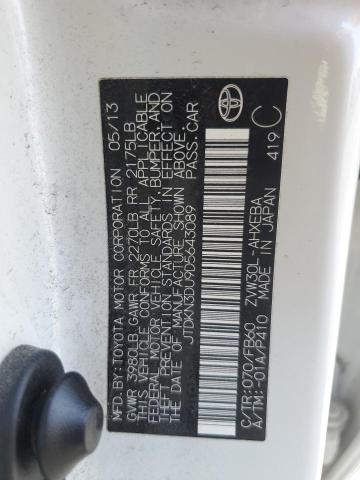 MFD.BY:TOYOTA MOTOR CORPORATION 05/13
GVWR 3980LB GAWR FR 2270LB RR 2175LB
THIS VEHICLE CONFORMS TO ALL APPLICABLE
FEDERAL MOTOR VEHICLE SAFETY, BUMPER, AND
THEFT PREVENTION STANDARDS IN EFFECT ON
THE DATE OF MANUFACTURE SHOWN ABOVE.
JTDKN3DU9D5643089 PASS.CAR
C/TR:070/FB60 ZVW30L-AHXEBA
A/TM:-01A/P410 MADE IN JAPAN 419 C